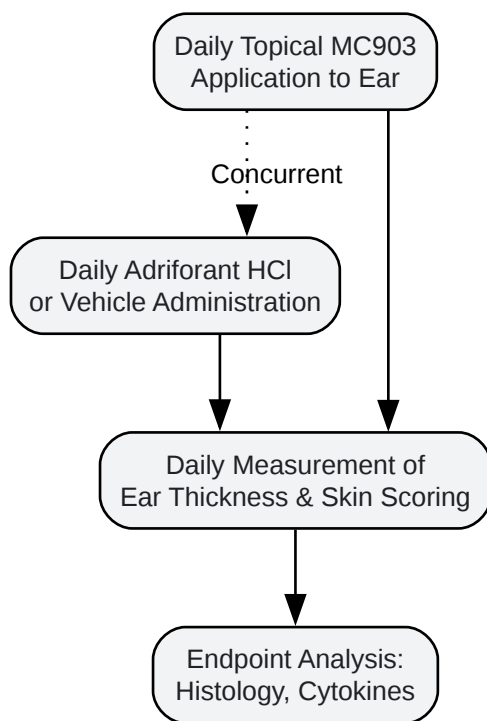 Daily Topical MC903
Application to Ear
Concurrent
Daily Adriforant HCl
or Vehicle Administration
Daily Measurement of
Ear Thickness & Skin Scoring
Endpoint Analysis:
Histology, Cytokines